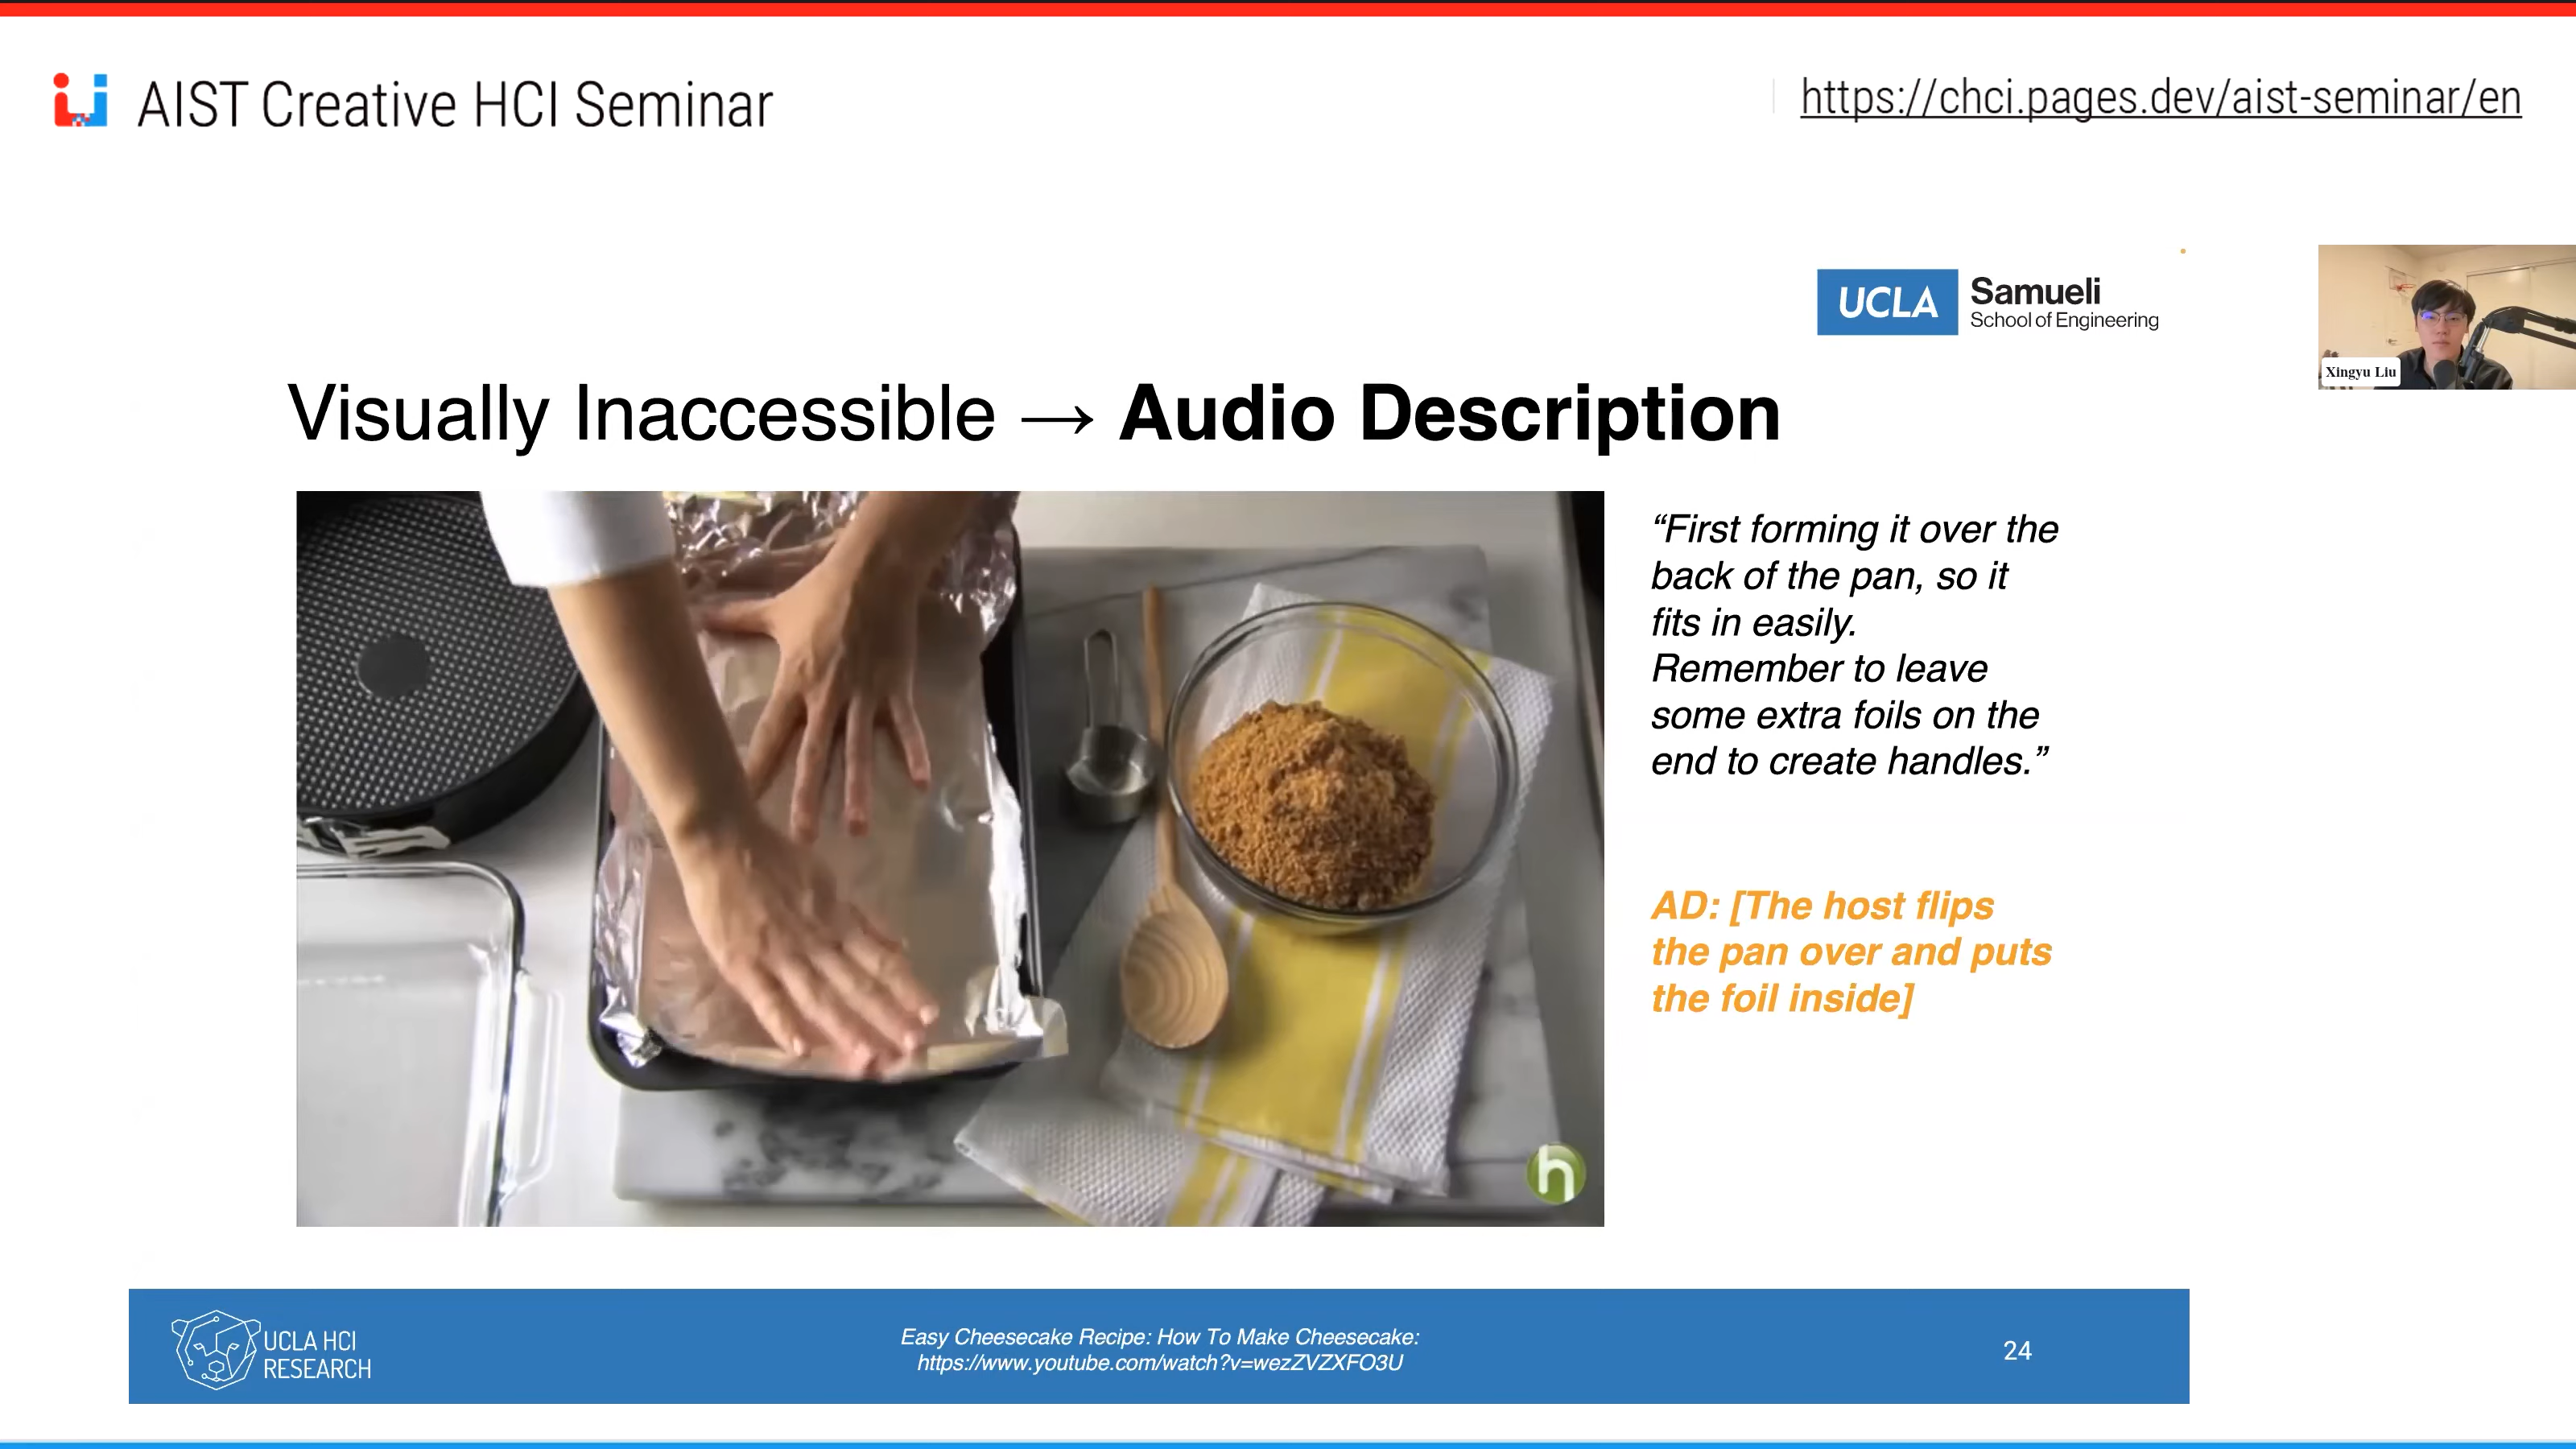 AIST Creative HCI Seminar
https://chci.pages.dev/aist-seminar/en
UCLA
Samueli
School of Engineering
Xingyu Liu
Visually Inaccessible → Audio Description
“First forming it over the
back of the pan, so it
fits in easily.
Remember to leave
some extra foils on the
end to create handles.”
AD: [The host flips
the pan over and puts
the foil inside]
h
UCLA HCI
RESEARCH
Easy Cheesecake Recipe: How To Make Cheesecake:
https://www.youtube.com/watch?v=wezZVZXFO3U
24